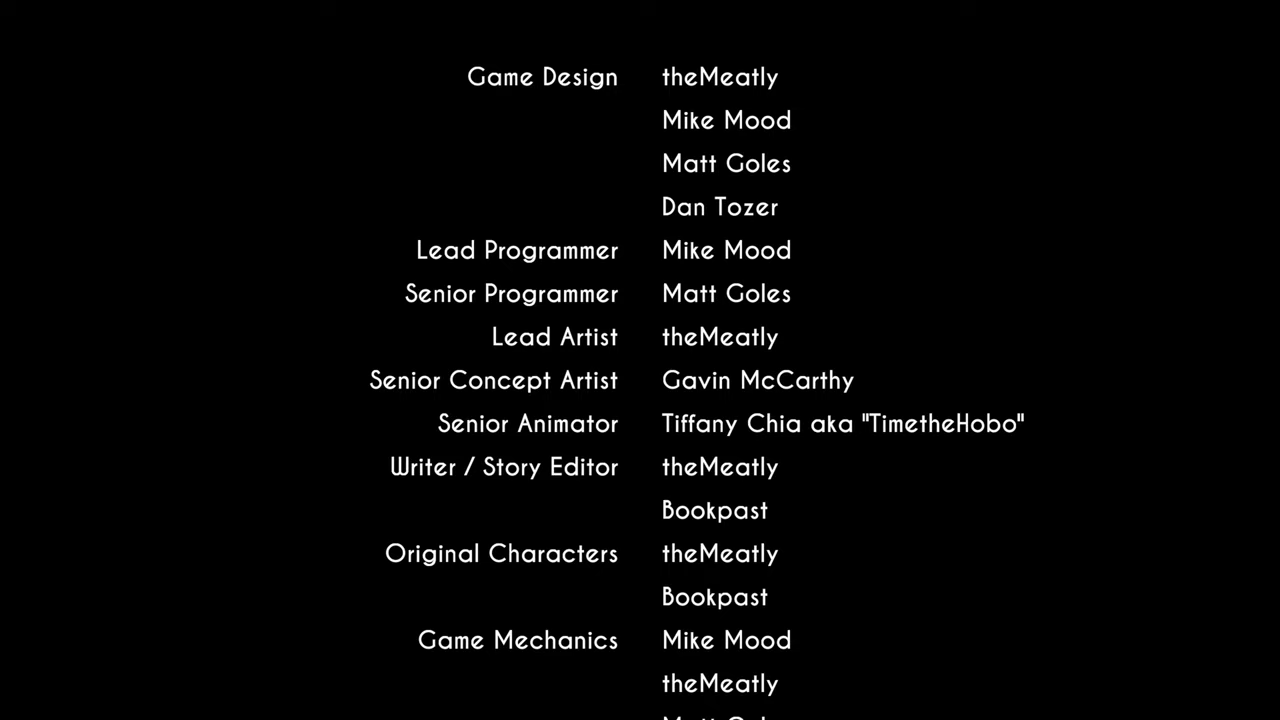 Game Design theMeatly
Mike Mood
Matt Goles
Dan Tozer
Lead Programmer Mike Mood
Senior Programmer Matt Goles
Lead Artist theMeatly
Senior Concept Artist Gavin McCarthy
Senior Animator Tiffany Chia aka "TimetheHobo"
Writer / Story Editor theMeatly
Bookpast
Original Characters theMeatly
Bookpast
Game Mechanics Mike Mood
theMeatly